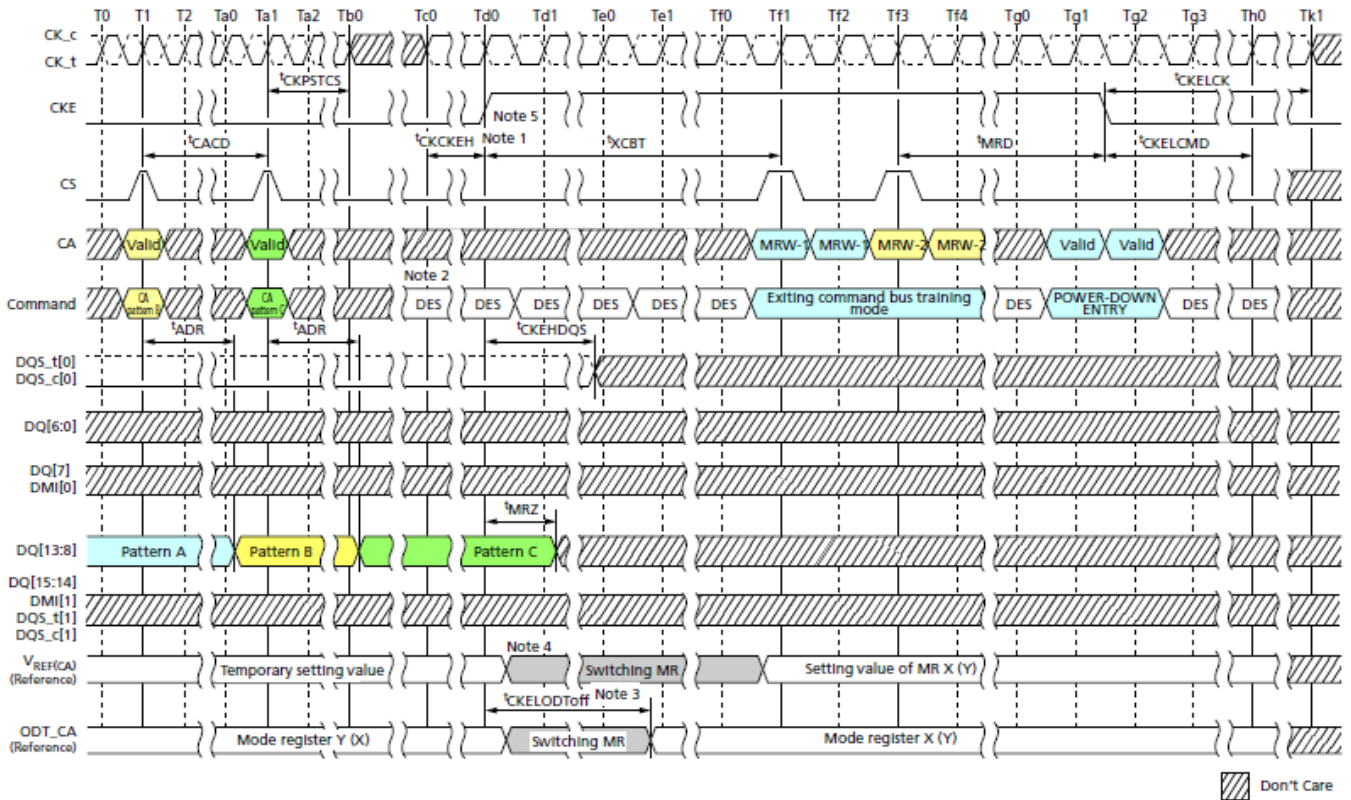 T0 T1 T2 Ta0 Ta1 Ta2 Tb0 Tc0 Td0 Td1 Te0 Te1 Tf0 Tf1 Tf2 Tf3 Tf4 Tg0 Tg1 Tg2 Tg3 Th0 Tk1
CK_c
CK_t
tCKPSTCS tCKELCK
CKE
Note 5
tCACD tCKCKEH Note 1 tXCBT tMRD tCKELCMD
CS
CA Valid Valid MRW-1 MRW-1 MRW-2 MRW-2 Valid Valid
Note 2
Command CA pattern B CA pattern C DES DES DES DES DES DES Exiting command bus training mode DES POWER-DOWN ENTRY DES DES
tADR tADR tCKEHDQS
DQS_t[0]
DQS_c[0]
DQ[6:0]
DQ[7]
DMI[0]
tMRZ
DQ[13:8] Pattern A Pattern B Pattern C
DQ[15:14]
DMI[1]
DQS_t[1]
DQS_c[1]
Note 4
VREF(CA) Temporary setting value Switching MR Setting value of MR X (Y)
(Reference)
tCKELODToff Note 3
ODT_CA Mode register Y (X) Switching MR Mode register X (Y)
(Reference)
Don't Care